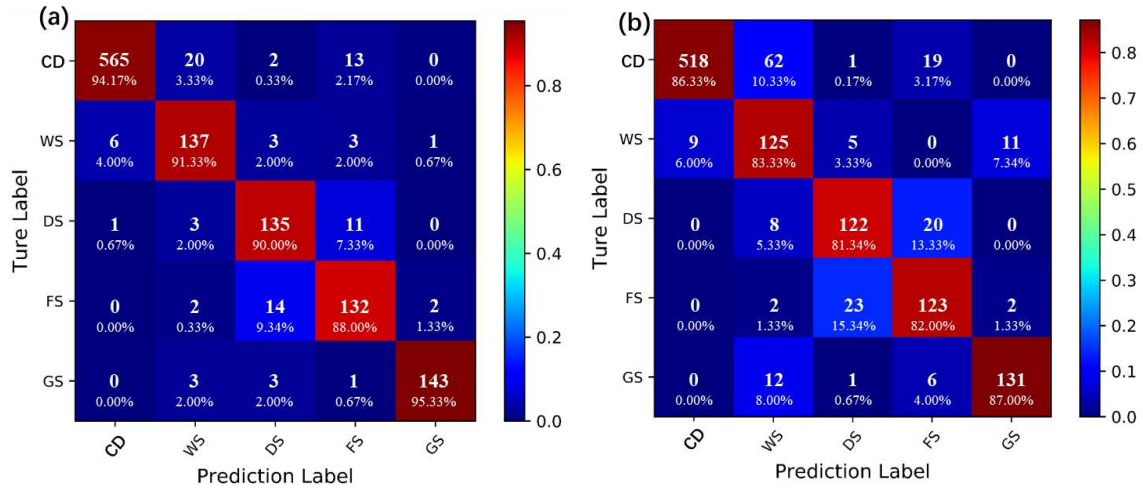 (a)
CD 565 20 2 13 0
94.17% 3.33% 0.33% 2.17% 0.00%
WS 6 137 3 3 1
4.00% 91.33% 2.00% 2.00% 0.67%
DS 1 3 135 11 0
0.67% 2.00% 90.00% 7.33% 0.00%
FS 0 2 14 132 2
0.00% 0.33% 9.34% 88.00% 1.33%
GS 0 3 3 1 143
0.00% 2.00% 2.00% 0.67% 95.33%
CD WS DS FS GS
Prediction Label
Ture Label
0.8
0.6
0.4
0.2
0.0
(b)
CD 518 62 1 19 0
86.33% 10.33% 0.17% 3.17% 0.00%
WS 9 125 5 0 11
6.00% 83.33% 3.33% 0.00% 7.34%
DS 0 8 122 20 0
0.00% 5.33% 81.34% 13.33% 0.00%
FS 0 2 23 123 2
0.00% 1.33% 15.34% 82.00% 1.33%
GS 0 12 1 6 131
0.00% 8.00% 0.67% 4.00% 87.00%
CD WS DS FS GS
Prediction Label
Ture Label
0.8
0.7
0.6
0.5
0.4
0.3
0.2
0.1
0.0